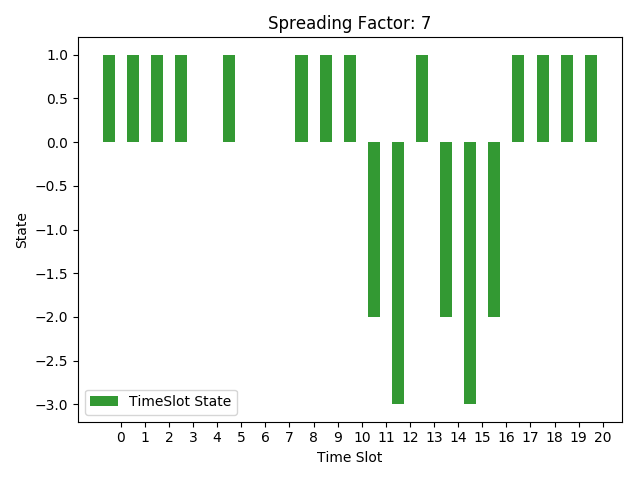 Spreading Factor: 7
1.0
0.5
0.0
−0.5
−1.0
−1.5
−2.0
−2.5
−3.0
State
TimeSlot State
0 1 2 3 4 5 6 7 8 9 10 11 12 13 14 15 16 17 18 19 20
Time Slot